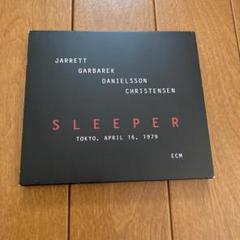 JARRETT
GARBAREK
DANIELSSON
CHRISTENSEN
SLEEPER
TOKYO, APRIL 16, 1979
ECM